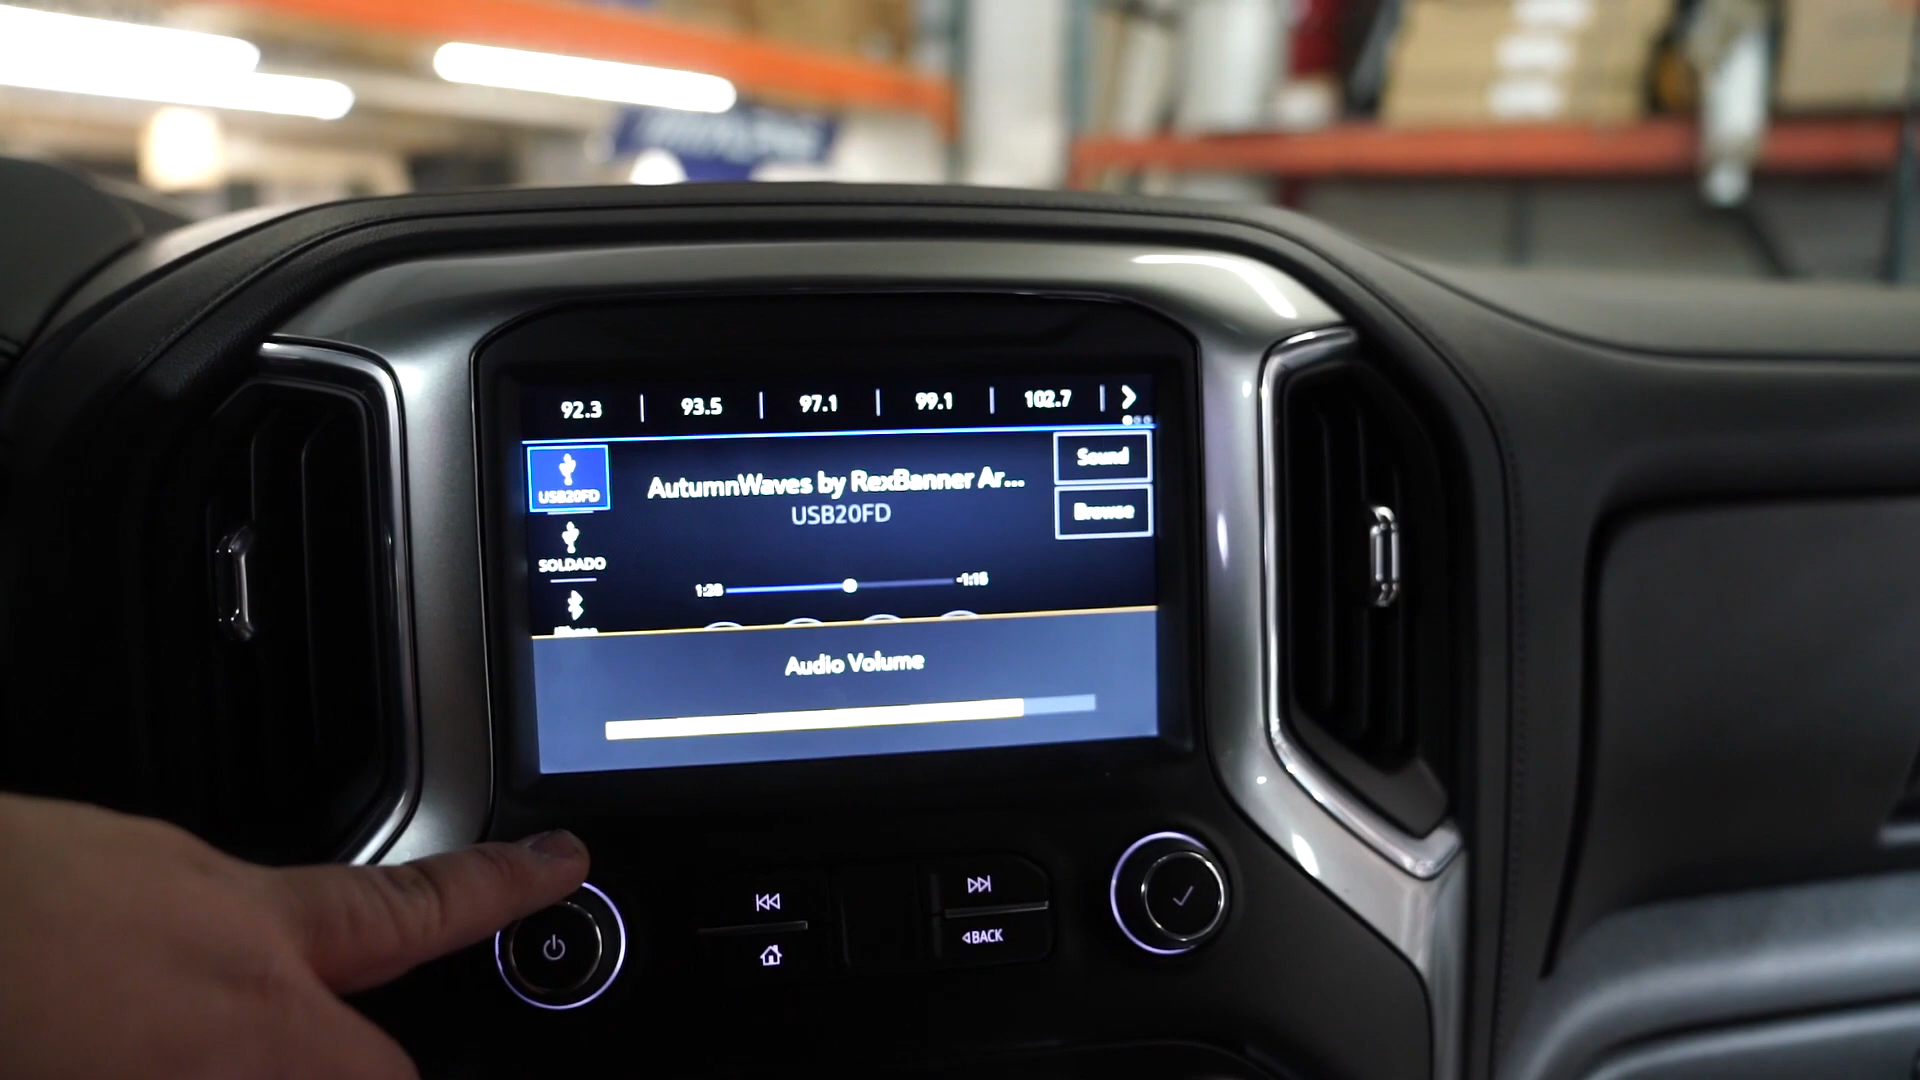 92.3 | 93.5 | 97.1 | 99.1 | 102.7 |
USB20FD
AutumnWaves by RexBanner Ar...
USB20FD
Sound
Browse
SOLDADO
1:28
-1:15
Audio Volume
BACK